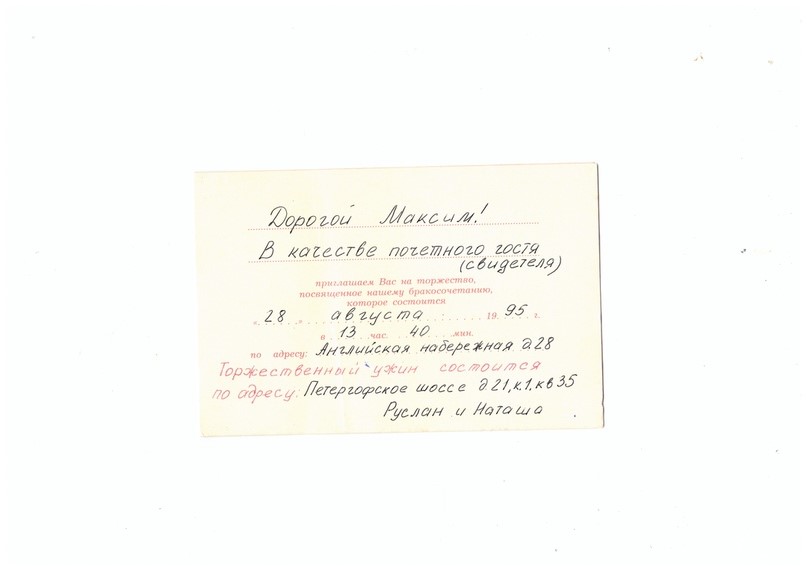 Дорогой Максим!
В качестве почетного гостя
(свидетеля)
приглашаем Вас на торжество,
посвященное нашему бракосочетанию,
которое состоится
«28» августа 1995 г.
в 13 час. 40 мин.
по адресу: Английская набережная д 28
Торжественный ужин состоится
по адресу: Петергофское шоссе д 21, к.1. кв 35
Руслан и Наташа